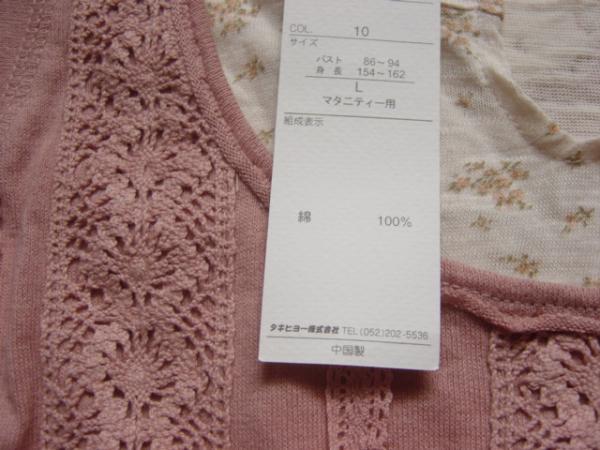 COL. 10
サイズ
バスト 86～94
身長 154～162
L
マタニティー用
組成表示
綿 100%
タキヒヨー株式会社 TEL(052)202-5536
中国製